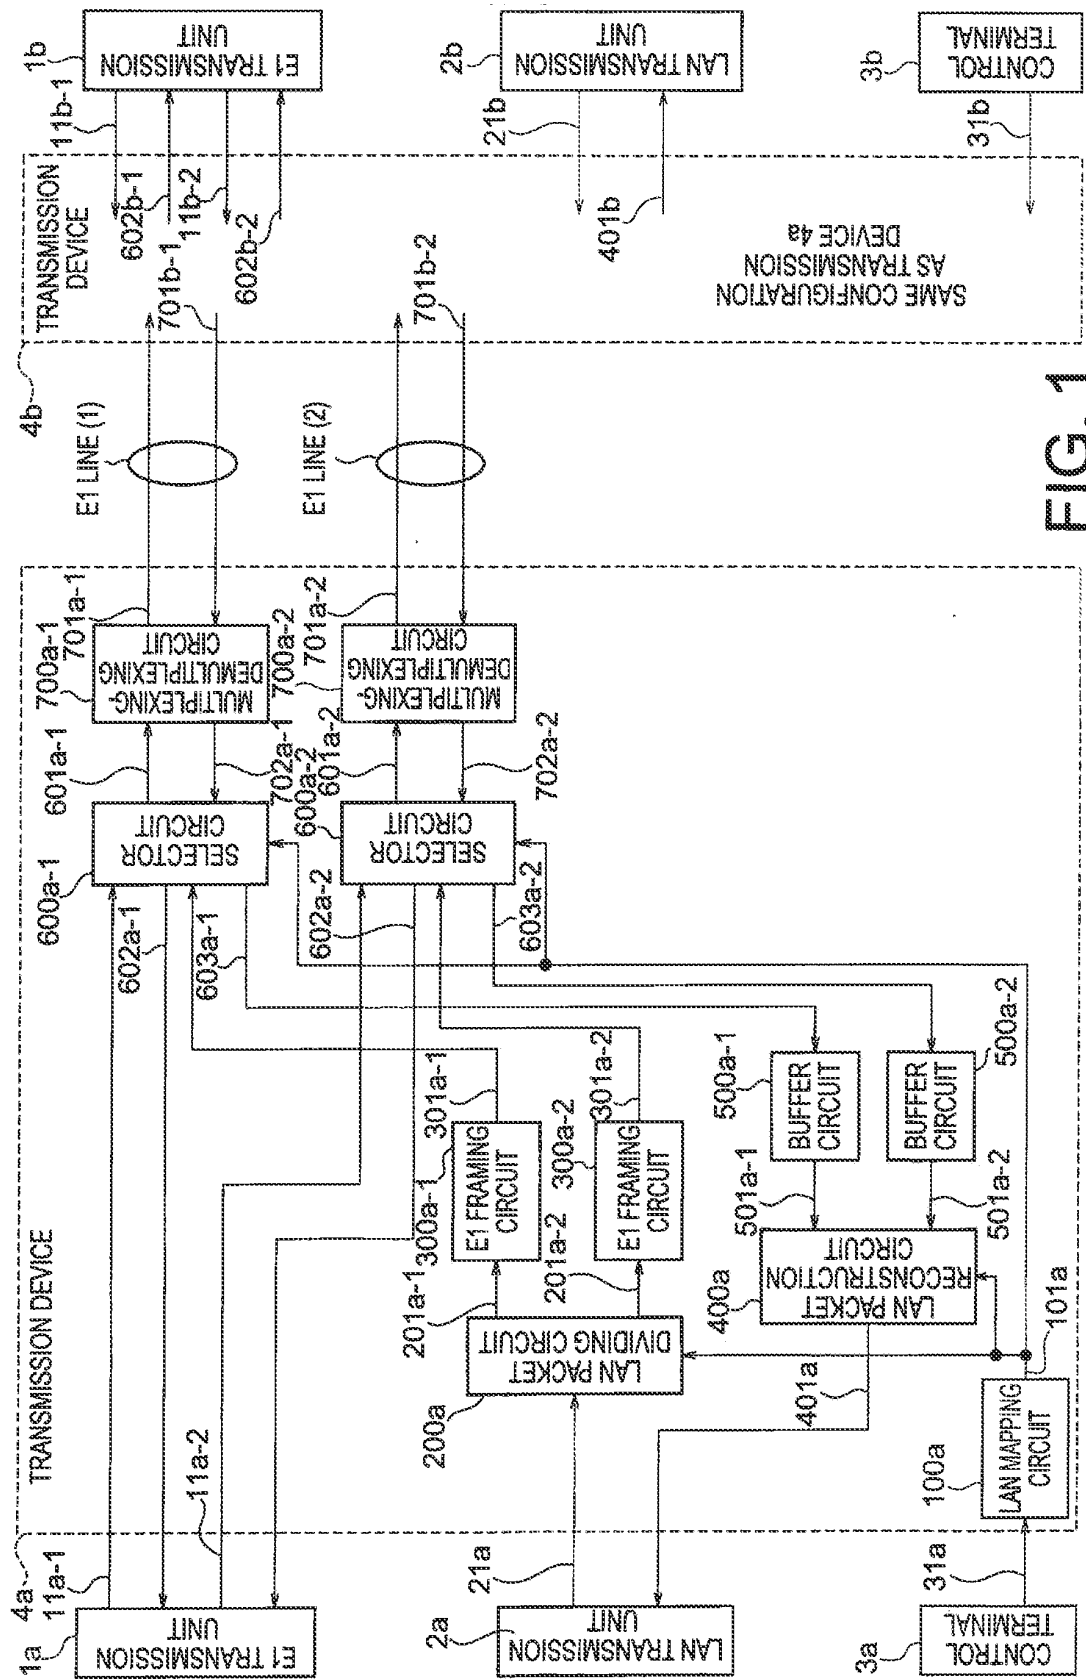 TRANSMISSION DEVICE
4a
1a
E1 TRANSMISSION
UNIT
11a-1
11a-2
2a
LAN TRANSMISSION
UNIT
21a
3a
CONTROL
TERMINAL
31a
100a
LAN MAPPING
CIRCUIT
101a
200a
LAN PACKET
DIVIDING CIRCUIT
201a-1
201a-2
300a-1
E1 FRAMING
CIRCUIT
301a-1
300a-2
E1 FRAMING
CIRCUIT
301a-2
400a
LAN PACKET
RECONSTRUCTION
CIRCUIT
401a
501a-1
501a-2
500a-1
BUFFER
CIRCUIT
BUFFER
CIRCUIT
500a-2
600a-1
SELECTOR
CIRCUIT
601a-1
602a-1
603a-1
600a-2
SELECTOR
CIRCUIT
601a-2
602a-2
603a-2
700a-1
MULTIPLEXING-
DEMULTIPLEXING
CIRCUIT
701a-1
702a-1
700a-2
MULTIPLEXING-
DEMULTIPLEXING
CIRCUIT
701a-2
702a-2
E1 LINE (1)
E1 LINE (2)
4b
TRANSMISSION
DEVICE
701b-1
701b-2
SAME CONFIGURATION
AS TRANSMISSION
DEVICE 4a
1b
E1 TRANSMISSION
UNIT
11b-1
602b-1
11b-2
602b-2
2b
LAN TRANSMISSION
UNIT
21b
401b
3b
CONTROL
TERMINAL
31b
FIG. 1